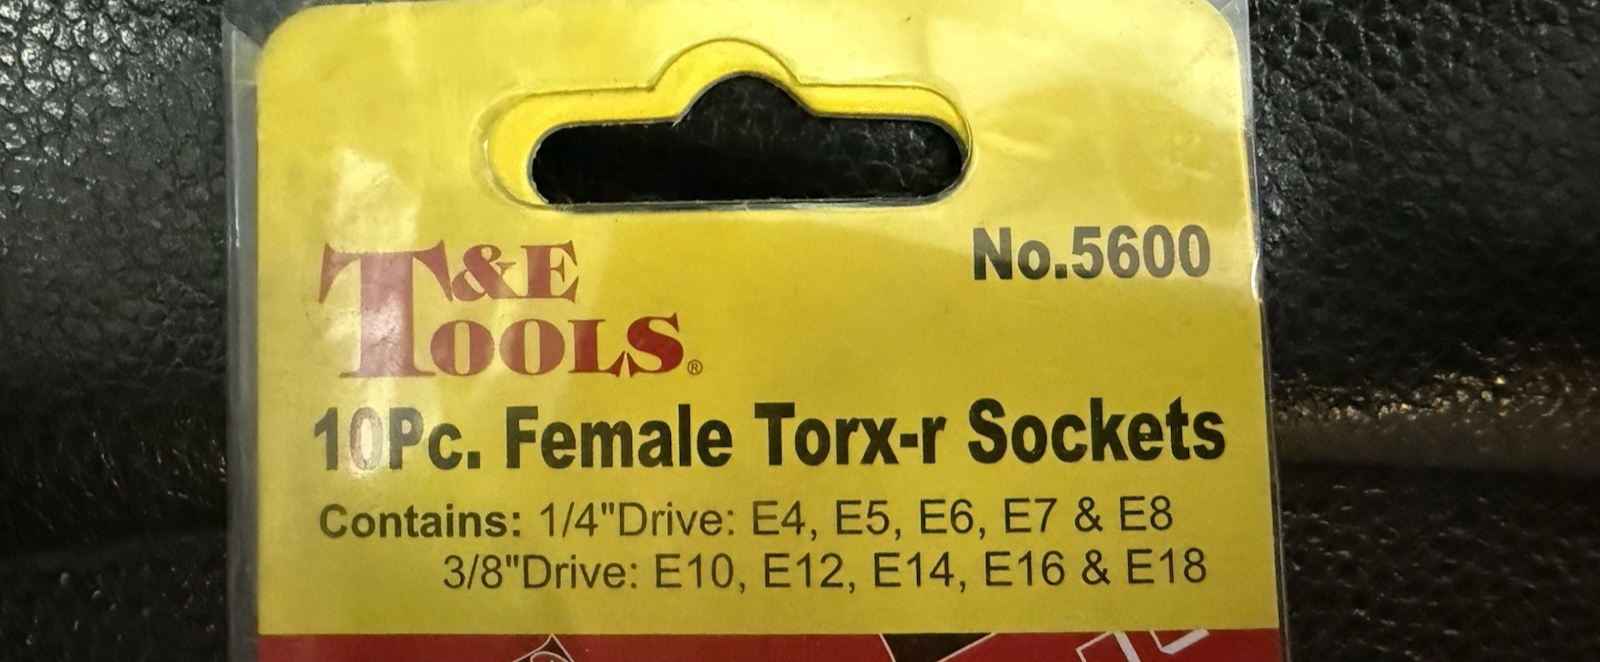 No.5600
T&E
TOOLS®
10Pc. Female Torx-r Sockets
Contains: 1/4"Drive: E4, E5, E6, E7 & E8
3/8"Drive: E10, E12, E14, E16 & E18